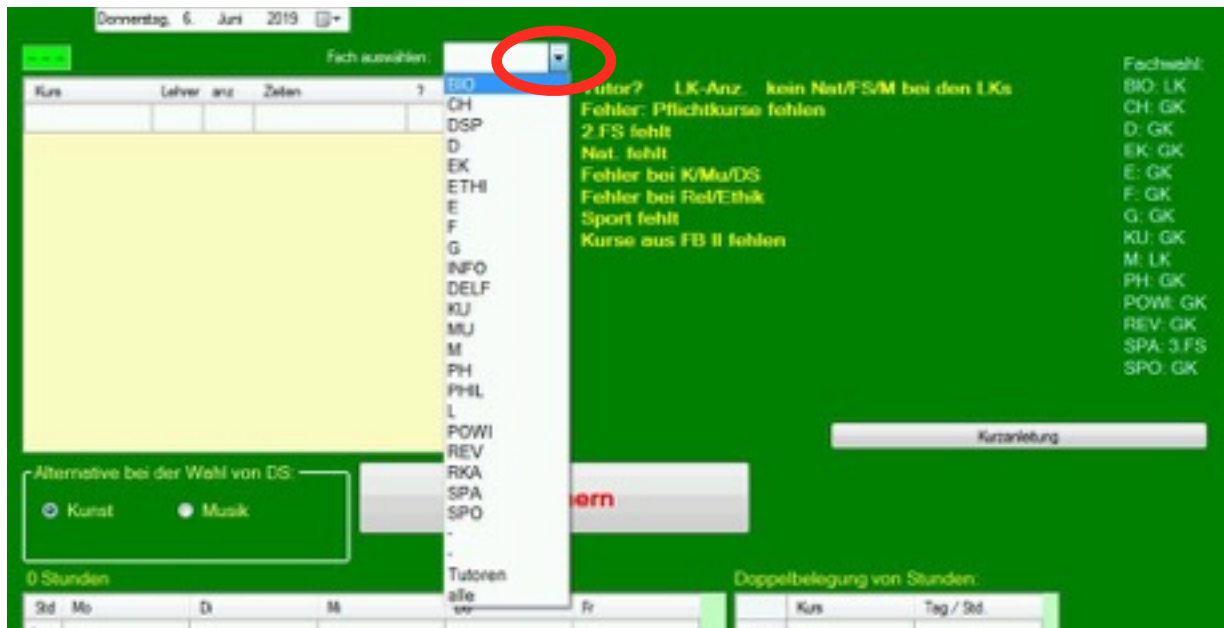 Donnerstag, 6. Juni 2019
- - -
Fach auswählen:
Kurs Lehrer anz Zeiten ?
BIO
CH
DSP
D
EK
ETHI
E
F
G
INFO
DELF
KU
MU
M
PH
PHIL
L
POWI
REV
RKA
SPA
SPO
-
-
Tutoren
alle
Tutor? LK-Anz. kein Nat/FS/M bei den LKs
Fehler: Pflichtkurse fehlen
2.FS fehlt
Nat. fehlt
Fehler bei K/Mu/DS
Fehler bei Rel/Ethik
Sport fehlt
Kurse aus FB II fehlen
Fachwahl:
BIO: LK
CH: GK
D: GK
EK: GK
E: GK
F: GK
G: GK
KU: GK
M: LK
PH: GK
POWI: GK
REV: GK
SPA: 3.FS
SPO: GK
Kurzanleitung
Alternative bei der Wahl von DS:
Kunst Musik
ern
0 Stunden
Std Mo Di Mi Do Fr
Doppelbelegung von Stunden:
Kurs Tag / Std.